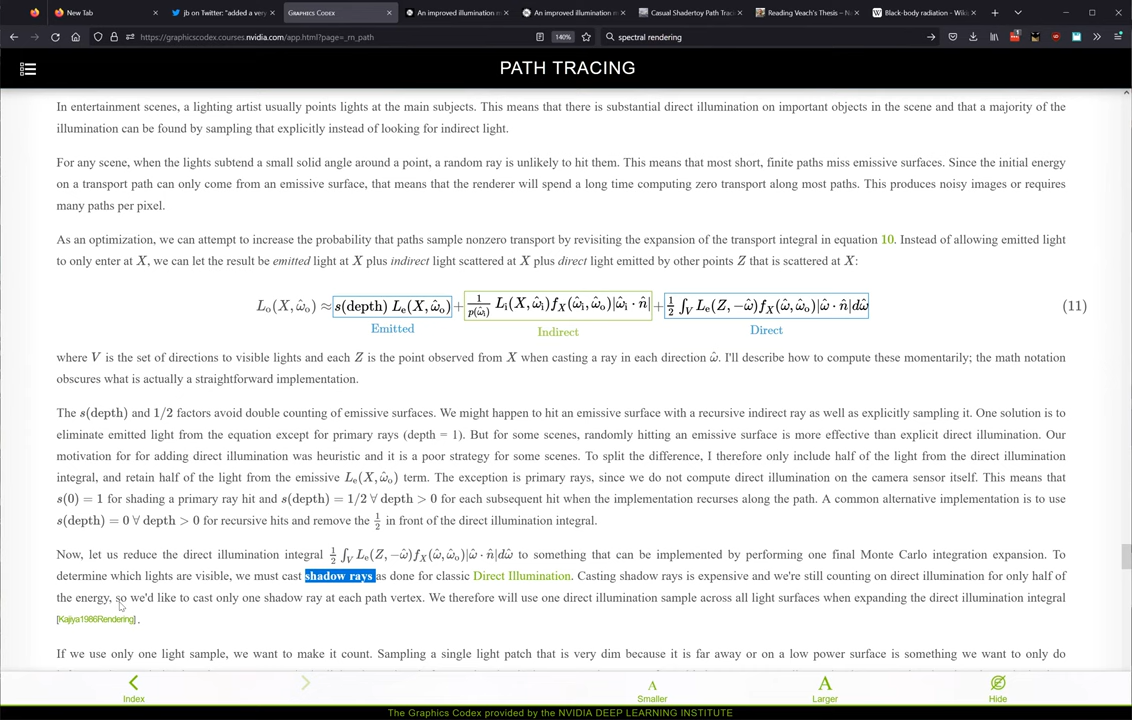 New Tab
jb on Twitter: "added a very
GRAPHICS CODEX
An improved illumination m
An improved illumination m
Casual Shadertoy Path Trac
Reading Veach's Thesis – Na
Black-body radiation - Wiki
https://graphicscodex.courses.nvidia.com/app.html?page=_rn_path
140%
spectral rendering
PATH TRACING
In entertainment scenes, a lighting artist usually points lights at the main subjects. This means that there is substantial direct illumination on important objects in the scene and that a majority of the
illumination can be found by sampling that explicitly instead of looking for indirect light.
For any scene, when the lights subtend a small solid angle around a point, a random ray is unlikely to hit them. This means that most short, finite paths miss emissive surfaces. Since the initial energy
on a transport path can only come from an emissive surface, that means that the renderer will spend a long time computing zero transport along most paths. This produces noisy images or requires
many paths per pixel.
As an optimization, we can attempt to increase the probability that paths sample nonzero transport by revisiting the expansion of the transport integral in equation 10. Instead of allowing emitted light
to only enter at X, we can let the result be emitted light at X plus indirect light scattered at X plus direct light emitted by other points Z that is scattered at X:
Lo(X, ω̂o) ≈ s(depth) Le(X, ω̂o) + 1/p(ω̂i) Li(X, ω̂i) fX(ω̂i, ω̂o)|ω̂i · n̂| + 1/2 ∫V Le(Z, −ω̂) fX(ω̂, ω̂o)|ω̂ · n̂|dω̂ (11)
Emitted Indirect Direct
where V is the set of directions to visible lights and each Z is the point observed from X when casting a ray in each direction ω̂. I'll describe how to compute these momentarily; the math notation
obscures what is actually a straightforward implementation.
The s(depth) and 1/2 factors avoid double counting of emissive surfaces. We might happen to hit an emissive surface with a recursive indirect ray as well as explicitly sampling it. One solution is to
eliminate emitted light from the equation except for primary rays (depth = 1). But for some scenes, randomly hitting an emissive surface is more effective than explicit direct illumination. Our
motivation for for adding direct illumination was heuristic and it is a poor strategy for some scenes. To split the difference, I therefore only include half of the light from the direct illumination
integral, and retain half of the light from the emissive Le(X, ω̂o) term. The exception is primary rays, since we do not compute direct illumination on the camera sensor itself. This means that
s(0) = 1 for shading a primary ray hit and s(depth) = 1/2 ∀ depth > 0 for each subsequent hit when the implementation recurses along the path. A common alternative implementation is to use
s(depth) = 0 ∀ depth > 0 for recursive hits and remove the 1/2 in front of the direct illumination integral.
Now, let us reduce the direct illumination integral 1/2 ∫V Le(Z, −ω̂) fX(ω̂, ω̂o)|ω̂ · n̂|dω̂ to something that can be implemented by performing one final Monte Carlo integration expansion. To
determine which lights are visible, we must cast shadow rays as done for classic Direct Illumination. Casting shadow rays is expensive and we're still counting on direct illumination for only half of
the energy, so we'd like to cast only one shadow ray at each path vertex. We therefore will use one direct illumination sample across all light surfaces when expanding the direct illumination integral
[Kajiya1986Rendering] .
If we use only one light sample, we want to make it count. Sampling a single light patch that is very dim because it is far away or on a low power surface is something we want to only do
Index
A Smaller
A Larger
Hide
The Graphics Codex provided by the NVIDIA DEEP LEARNING INSTITUTE